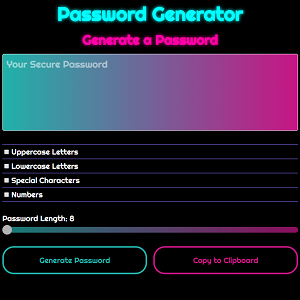 Password Generator
Generate a Password
Your Secure Password
Uppercase Letters
Lowercase Letters
Special Characters
Numbers
Password Length: 8
Generate Password
Copy to Clipboard